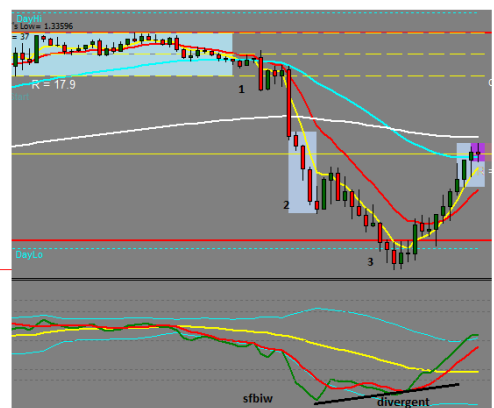 DayHi
's Low= 1.33596
= 37
R = 17.9
1
2
3
DayLo
sfbiw
divergent